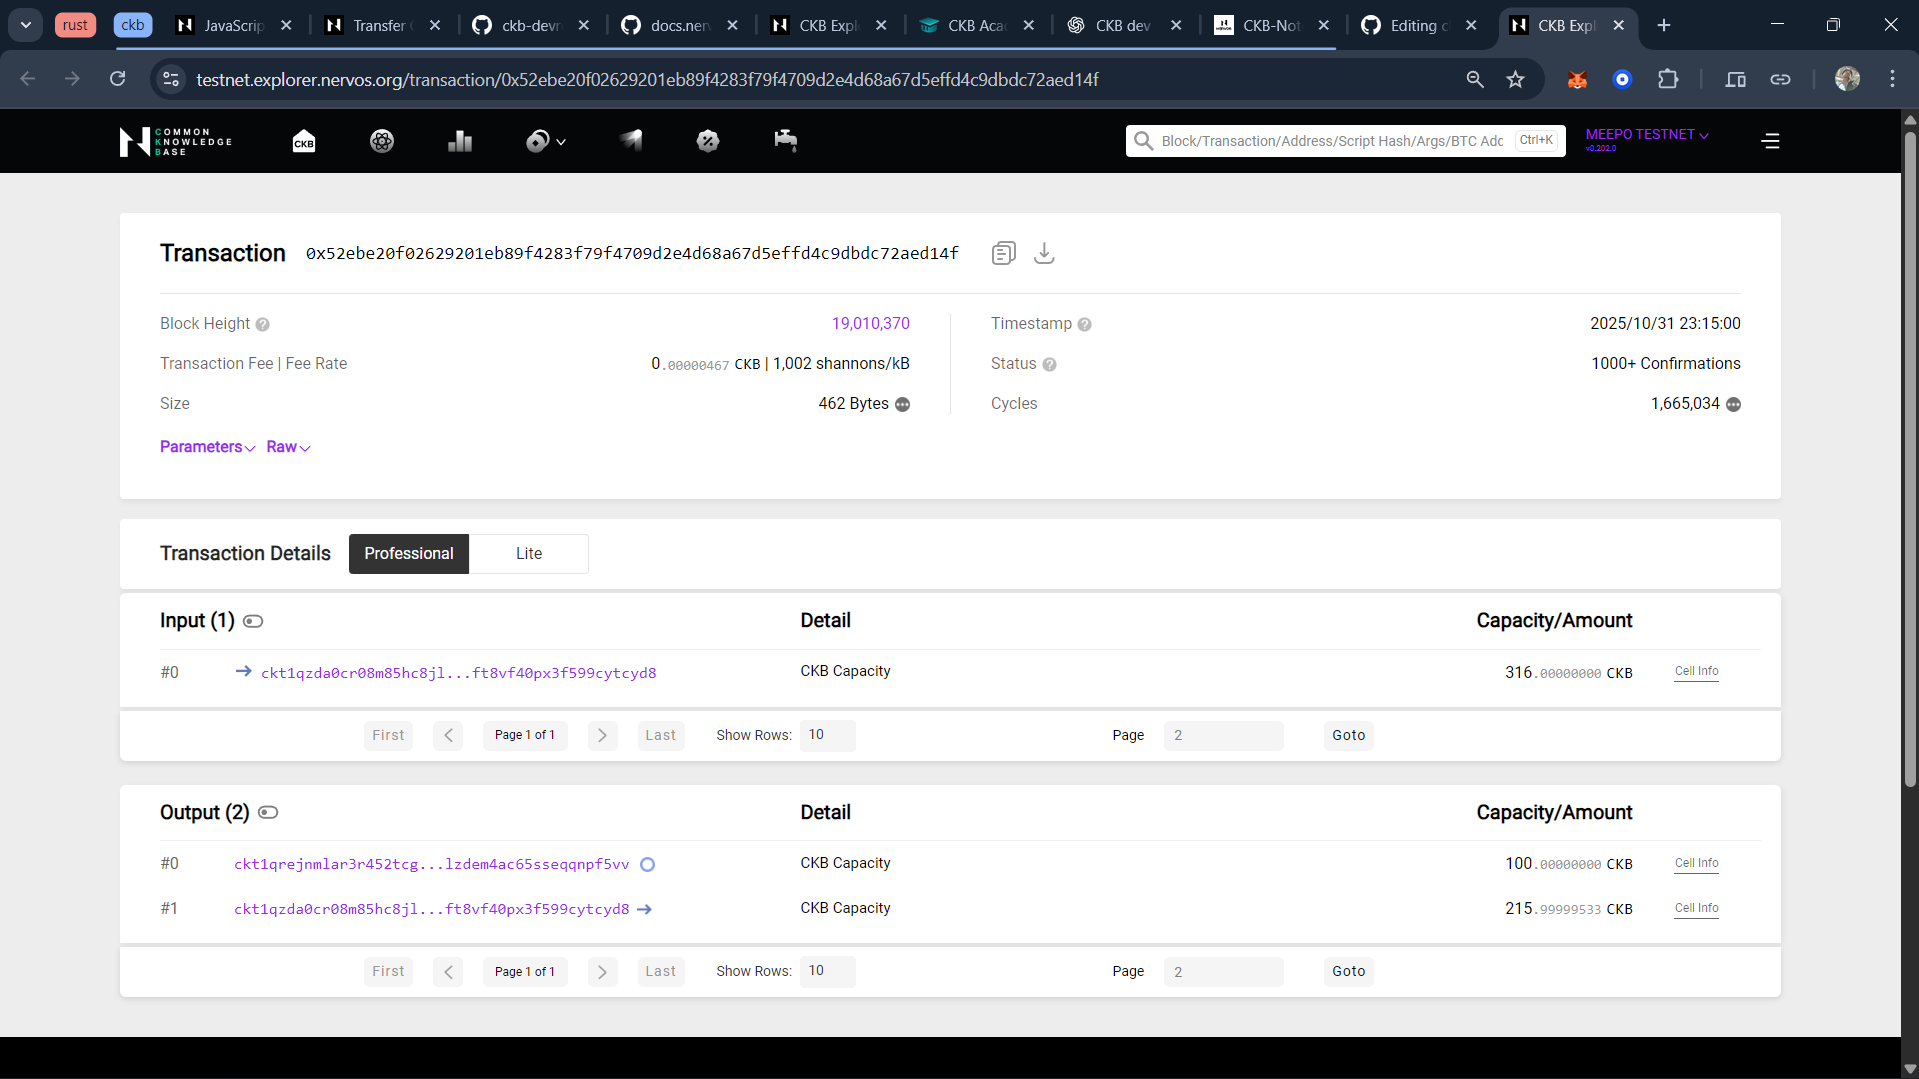 rust
ckb
JavaScrip
Transfer
ckb-devr
docs.ner
CKB Expl
CKB Aca
CKB dev
CKB-Not
Editing c
CKB Expl
testnet.explorer.nervos.org/transaction/0x52ebe20f02629201eb89f4283f79f4709d2e4d68a67d5effd4c9dbdc72aed14f
COMMON
KNOWLEDGE
BASE
CKB
Block/Transaction/Address/Script Hash/Args/BTC Adc
Ctrl+K
MEEPO TESTNET
v0.202.0
Transaction 0x52ebe20f02629201eb89f4283f79f4709d2e4d68a67d5effd4c9dbdc72aed14f
Block Height ? 19,010,370
Timestamp ? 2025/10/31 23:15:00
Transaction Fee | Fee Rate 0.00000467 CKB | 1,002 shannons/kB
Status ? 1000+ Confirmations
Size 462 Bytes
Cycles 1,665,034
Parameters Raw
Transaction Details Professional Lite
Input (1) Detail Capacity/Amount
#0 ckt1qzda0cr08m85hc8jl...ft8vf40px3f599cytcyd8 CKB Capacity 316.00000000 CKB Cell Info
First < Page 1 of 1 > Last Show Rows: 10 Page 2 Goto
Output (2) Detail Capacity/Amount
#0 ckt1qrejnmlar3r452tcg...lzdem4ac65sseqqnpf5vv CKB Capacity 100.00000000 CKB Cell Info
#1 ckt1qzda0cr08m85hc8jl...ft8vf40px3f599cytcyd8 CKB Capacity 215.99999533 CKB Cell Info
First < Page 1 of 1 > Last Show Rows: 10 Page 2 Goto